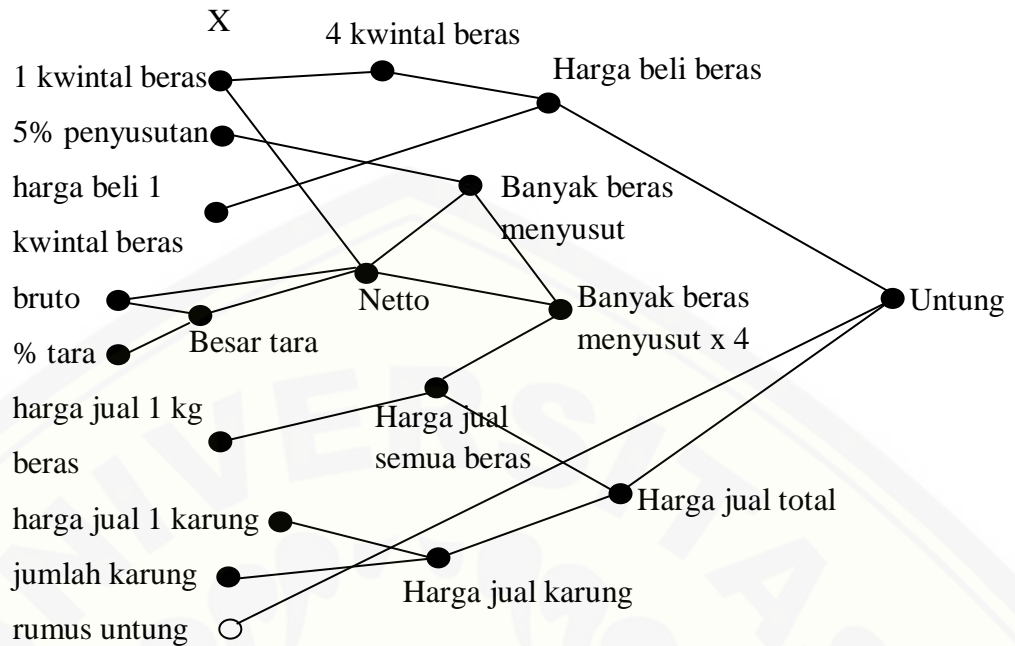 X
4 kwintal beras
1 kwintal beras
Harga beli beras
5% penyusutan
harga beli 1
kwintal beras
Banyak beras
menyusut
bruto
Netto
Banyak beras
menyusut x 4
Untung
% tara
Besar tara
harga jual 1 kg
beras
Harga jual
semua beras
harga jual 1 karung
Harga jual total
jumlah karung
Harga jual karung
rumus untung